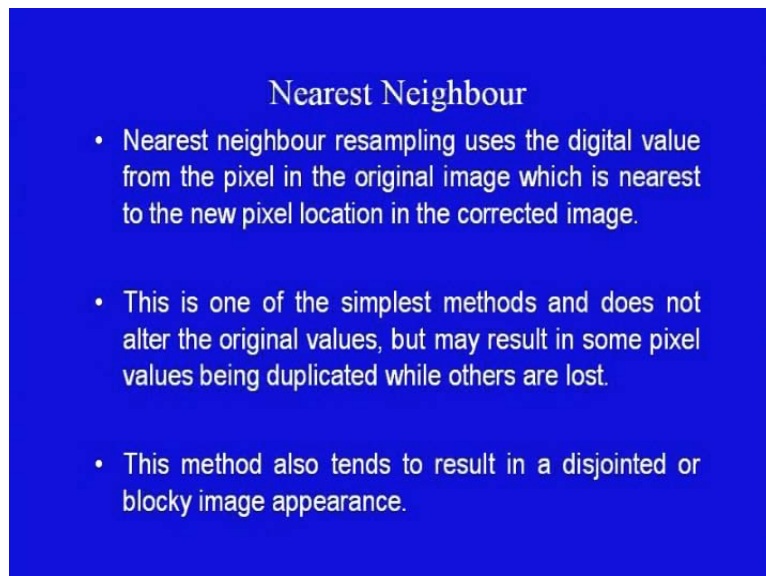 Nearest Neighbour
• Nearest neighbour resampling uses the digital value
from the pixel in the original image which is nearest
to the new pixel location in the corrected image.
• This is one of the simplest methods and does not
alter the original values, but may result in some pixel
values being duplicated while others are lost.
• This method also tends to result in a disjointed or
blocky image appearance.